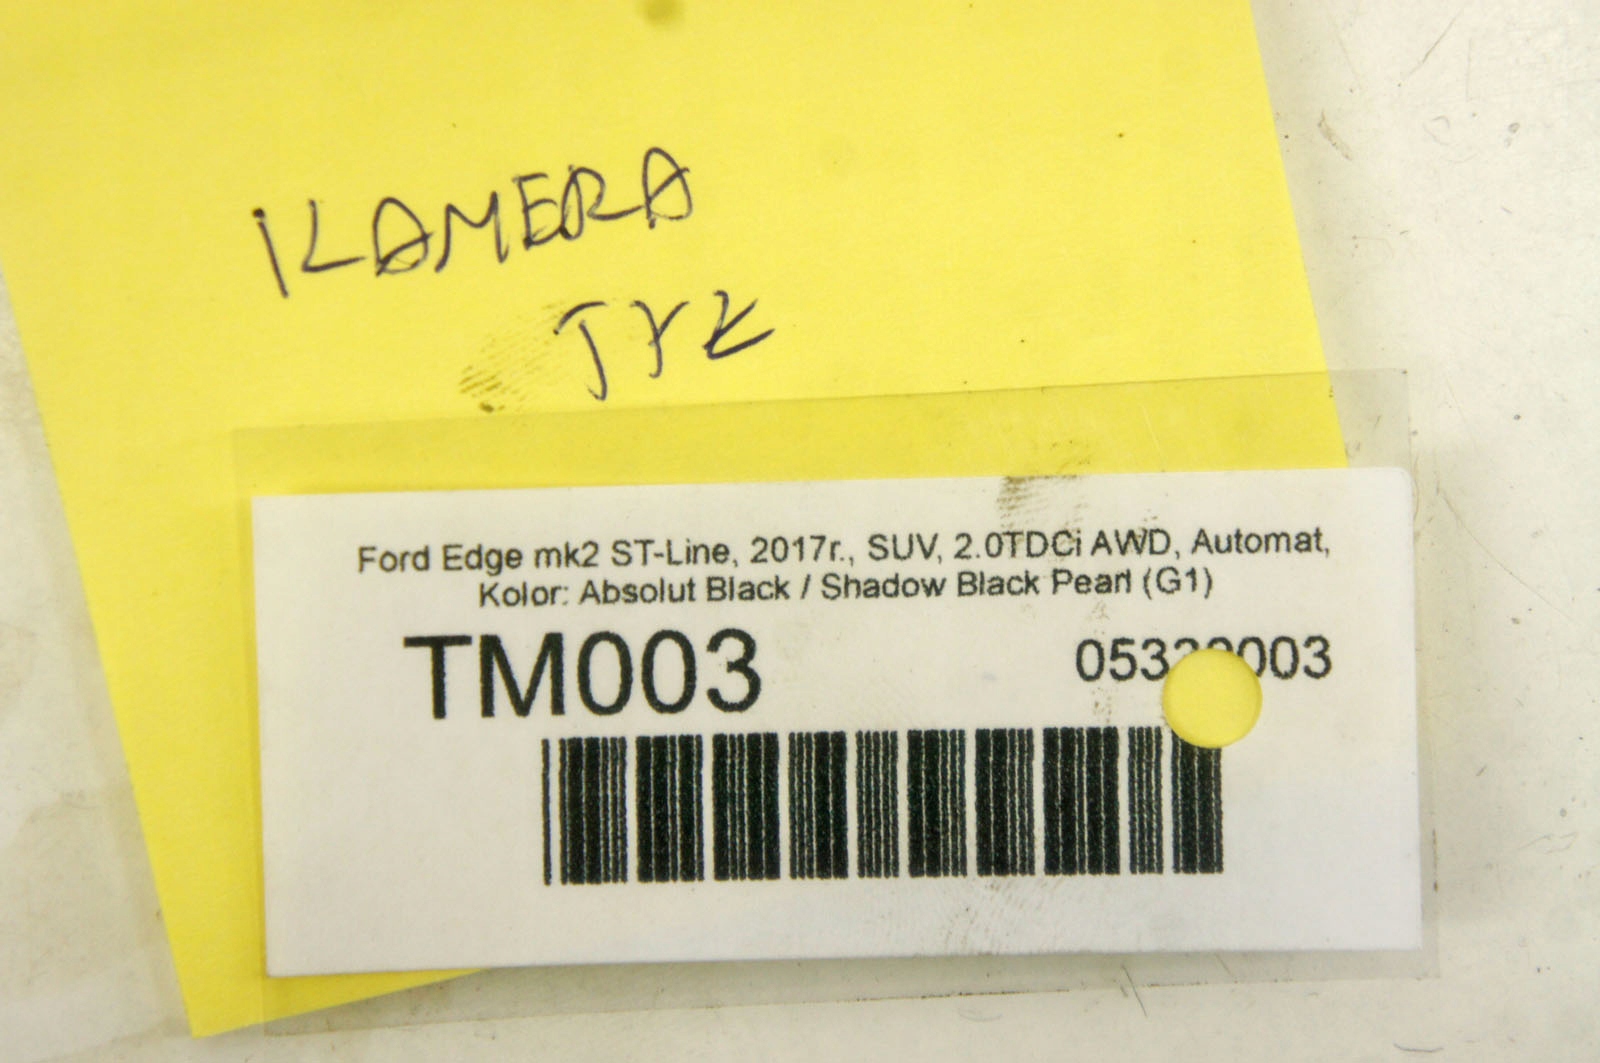 KAMERA
TYŁ
Ford Edge mk2 ST-Line, 2017r., SUV, 2.0TDCi AWD, Automat,
Kolor: Absolut Black / Shadow Black Pearl (G1)
TM003